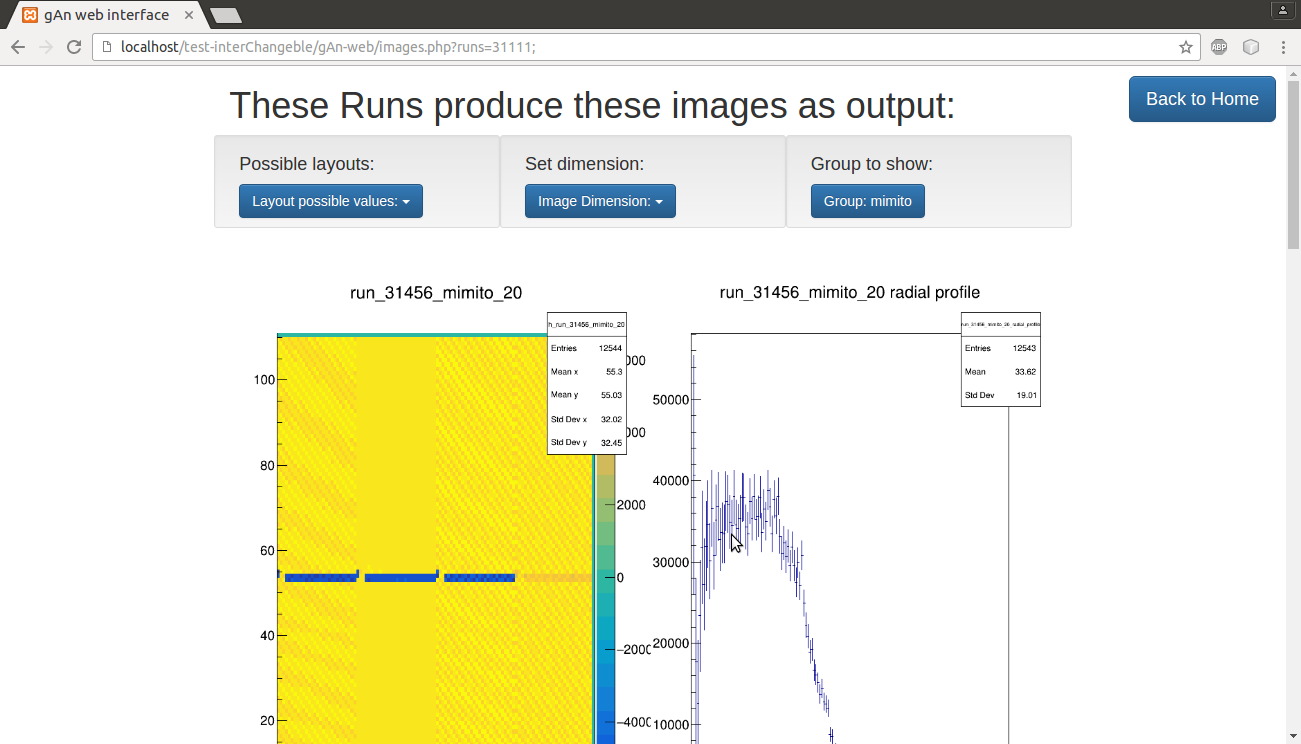 gAn web interface
localhost/test-interChangeble/gAn-web/images.php?runs=31111;
ABP
These Runs produce these images as output:
Back to Home
Possible layouts:
Set dimension:
Group to show:
Layout possible values:
Image Dimension:
Group: mimito
run_31456_mimito_20
h_run_31456_mimito_20
Entries 12544
Mean x 55.3
Mean y 55.03
Std Dev x 32.02
Std Dev y 32.45
100
80
60
40
20
000
000
2000
0
−2000
−4000
run_31456_mimito_20 radial profile
run_31456_mimito_20_radial_profile
Entries 12543
Mean 33.62
Std Dev 19.01
50000
40000
30000
20000
10000